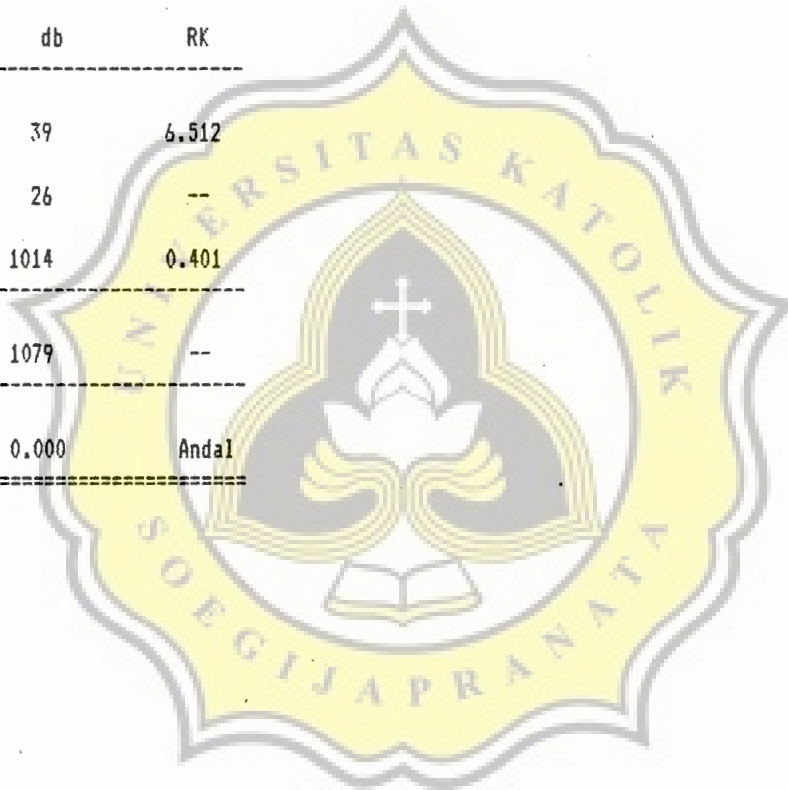 db RK
39 6.512
26 --
1014 0.401
1079 --
0.000 Andal
UNIVERSITAS KATOLIK
SOEGIJAPRANATA